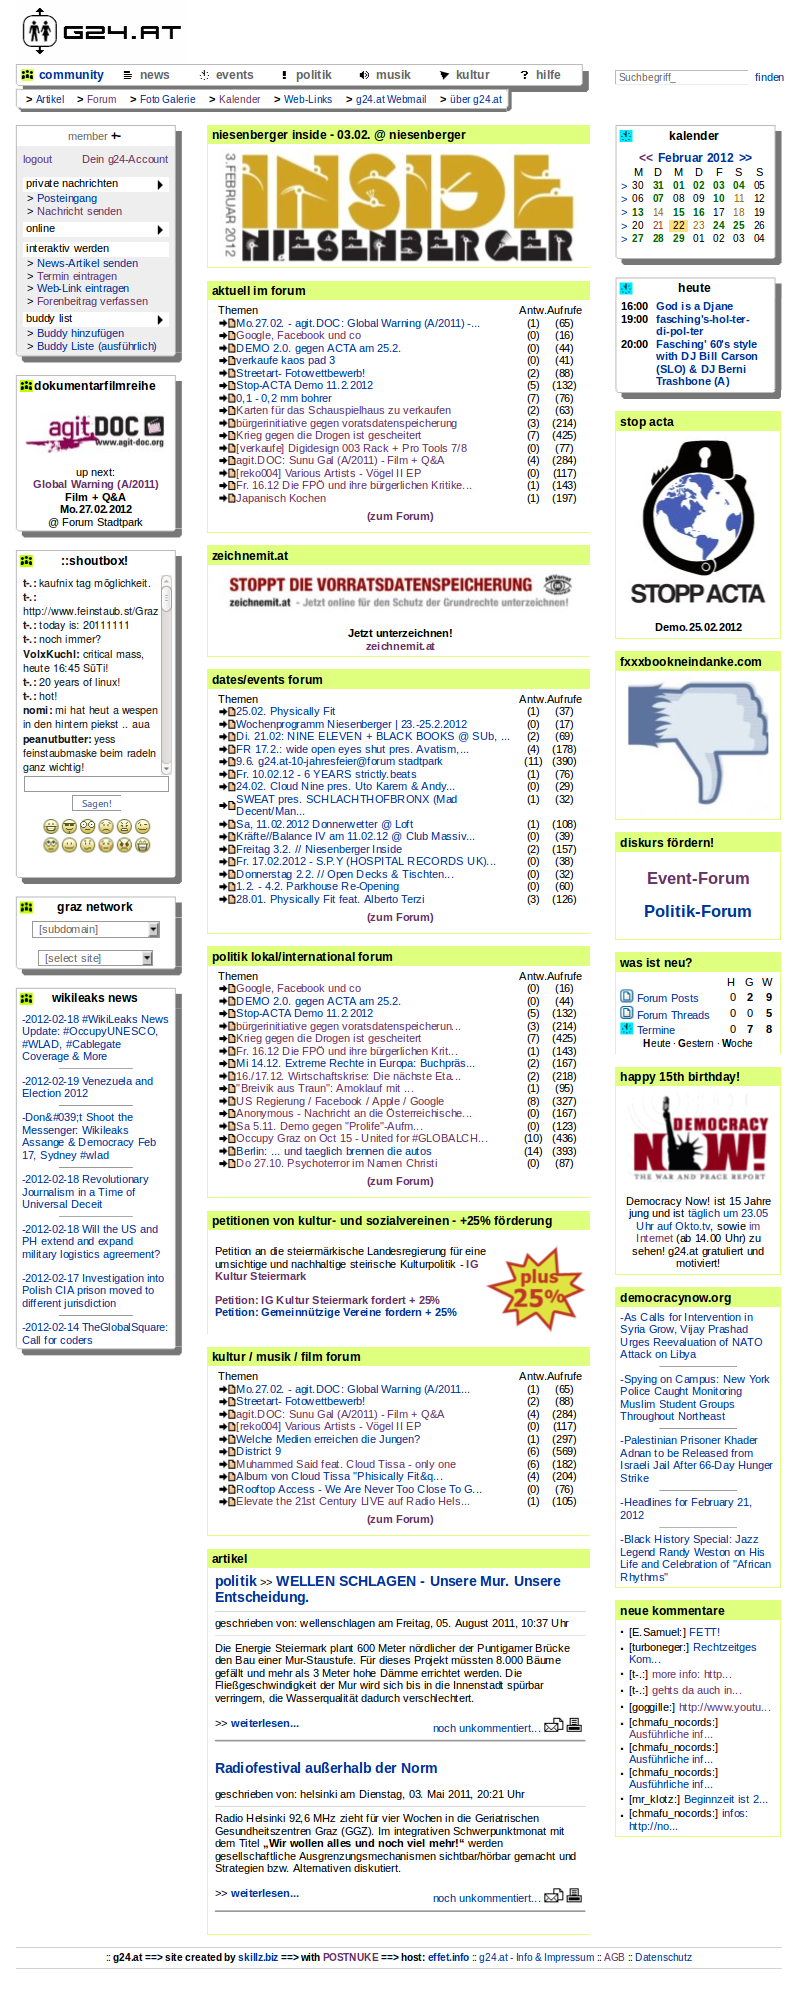 G24.AT
community news events politik musik kultur hilfe
Suchbegriff_ finden
> Artikel > Forum > Foto Galerie > Kalender > Web-Links > g24.at Webmail > über g24.at
member
logout Dein g24-Account
private nachrichten
> Posteingang
> Nachricht senden
online
interaktiv werden
> News-Artikel senden
> Termin eintragen
> Web-Link eintragen
> Forenbeitrag verfassen
buddy list
> Buddy hinzufügen
> Buddy Liste (ausführlich)
dokumentarfilmreihe
agit.DOC
www.agit-doc.org
up next:
Global Warning (A/2011)
Film + Q&A
Mo.27.02.2012
@ Forum Stadtpark
::shoutbox!
t-.: kaufnix tag möglichkeit.
t-.:
http://www.feinstaub.st/Graz
t-.: today is: 20111111
t-.: noch immer?
VolxKuchl: critical mass,
heute 16:45 SüTi!
t-.: 20 years of linux!
t-.: hot!
nomi: mi hat heut a wespen
in den hintern piekst .. aua
peanutbutter: yess
feinstaubmaske beim radeln
ganz wichtig!
Sagen!
graz network
[subdomain]
[select site]
wikileaks news
-2012-02-18 #WikiLeaks News
Update: #OccupyUNESCO,
#WLAD, #Cablegate
Coverage & More
-2012-02-19 Venezuela and
Election 2012
-Don&#039;t Shoot the
Messenger: Wikileaks
Assange & Democracy Feb
17, Sydney #wlad
-2012-02-18 Revolutionary
Journalism in a Time of
Universal Deceit
-2012-02-18 Will the US and
PH extend and expand
military logistics agreement?
-2012-02-17 Investigation into
Polish CIA prison moved to
different jurisdiction
-2012-02-14 TheGlobalSquare:
Call for coders
niesenberger inside - 03.02. @ niesenberger
3.FEBRUAR 2012
INSIDE
NIESENBERGER
aktuell im forum
Themen Antw. Aufrufe
Mo.27.02. - agit.DOC: Global Warning (A/2011) -... (1) (65)
Google, Facebook und co (0) (16)
DEMO 2.0. gegen ACTA am 25.2. (0) (44)
verkaufe kaos pad 3 (0) (41)
Streetart- Fotowettbewerb! (2) (88)
Stop-ACTA Demo 11.2.2012 (5) (132)
0,1 - 0,2 mm bohrer (7) (76)
Karten für das Schauspielhaus zu verkaufen (2) (63)
bürgerinitiative gegen voratsdatenspeicherung (3) (214)
Krieg gegen die Drogen ist gescheitert (7) (425)
[verkaufe] Digidesign 003 Rack + Pro Tools 7/8 (0) (77)
agit.DOC: Sunu Gal (A/2011) - Film + Q&A (4) (284)
[reko004] Various Artists - Vögel II EP (0) (117)
Fr. 16.12 Die FPÖ und ihre bürgerlichen Kritike... (1) (143)
Japanisch Kochen (1) (197)
(zum Forum)
zeichnemit.at
STOPPT DIE VORRATSDATENSPEICHERUNG
zeichnemit.at - Jetzt online für den Schutz der Grundrechte unterzeichnen!
Jetzt unterzeichnen!
zeichnemit.at
dates/events forum
Themen Antw. Aufrufe
25.02. Physically Fit (1) (37)
Wochenprogramm Niesenberger | 23.-25.2.2012 (0) (17)
Di. 21.02: NINE ELEVEN + BLACK BOOKS @ SUb, ... (2) (69)
FR 17.2.: wide open eyes shut pres. Avatism,... (4) (178)
9.6. g24.at-10-jahresfeier@forum stadtpark (11) (390)
Fr. 10.02.12 - 6 YEARS strictly.beats (1) (76)
24.02. Cloud Nine pres. Uto Karem & Andy... (0) (29)
SWEAT pres. SCHLACHTHOFBRONX (Mad (1) (32)
Decent/Man...
Sa, 11.02.2012 Donnerwetter @ Loft (1) (108)
Kräfte//Balance IV am 11.02.12 @ Club Massiv... (0) (39)
Freitag 3.2. // Niesenberger Inside (2) (157)
Fr. 17.02.2012 - S.P.Y (HOSPITAL RECORDS UK)... (0) (38)
Donnerstag 2.2. // Open Decks & Tischten... (0) (32)
1.2. - 4.2. Parkhouse Re-Opening (0) (60)
28.01. Physically Fit feat. Alberto Terzi (3) (126)
(zum Forum)
politik lokal/international forum
Themen Antw. Aufrufe
Google, Facebook und co (0) (16)
DEMO 2.0. gegen ACTA am 25.2. (0) (44)
Stop-ACTA Demo 11.2.2012 (5) (132)
bürgerinitiative gegen voratsdatenspeicherun... (3) (214)
Krieg gegen die Drogen ist gescheitert (7) (425)
Fr. 16.12 Die FPÖ und ihre bürgerlichen Krit... (1) (143)
Mi 14.12. Extreme Rechte in Europa: Buchpräs... (2) (167)
16./17.12. Wirtschaftskrise: Die nächste Eta... (2) (218)
"Breivik aus Traun": Amoklauf mit ... (1) (95)
US Regierung / Facebook / Apple / Google (8) (327)
Anonymous - Nachricht an die Österreichische... (0) (167)
Sa 5.11. Demo gegen "Prolife"-Aufm... (0) (123)
Occupy Graz on Oct 15 - United for #GLOBALCH... (10) (436)
Berlin: ... und taeglich brennen die autos (14) (393)
Do 27.10. Psychoterror im Namen Christi (0) (87)
(zum Forum)
petitionen von kultur- und sozialvereinen - +25% förderung
Petition an die steiermärkische Landesregierung für eine
umsichtige und nachhaltige steirische Kulturpolitik - IG
Kultur Steiermark
Petition: IG Kultur Steiermark fordert + 25%
Petition: Gemeinnützige Vereine fordern + 25%
plus
25%
kultur / musik / film forum
Themen Antw. Aufrufe
Mo.27.02. - agit.DOC: Global Warning (A/2011... (1) (65)
Streetart- Fotowettbewerb! (2) (88)
agit.DOC: Sunu Gal (A/2011) - Film + Q&A (4) (284)
[reko004] Various Artists - Vögel II EP (0) (117)
Welche Medien erreichen die Jungen? (1) (297)
District 9 (6) (569)
Muhammed Said feat. Cloud Tissa - only one (6) (182)
Album von Cloud Tissa "Phisically Fit&q... (4) (204)
Rooftop Access - We Are Never Too Close To G... (0) (76)
Elevate the 21st Century LIVE auf Radio Hels... (1) (105)
(zum Forum)
artikel
politik >> WELLEN SCHLAGEN - Unsere Mur. Unsere
Entscheidung.
geschrieben von: wellenschlagen am Freitag, 05. August 2011, 10:37 Uhr
Die Energie Steiermark plant 600 Meter nördlicher der Puntigamer Brücke
den Bau einer Mur-Staustufe. Für dieses Projekt müssten 8.000 Bäume
gefällt und mehr als 3 Meter hohe Dämme errichtet werden. Die
Fließgeschwindigkeit der Mur wird sich bis in die Innenstadt spürbar
verringern, die Wasserqualität dadurch verschlechtert.
>> weiterlesen... noch unkommentiert...
Radiofestival außerhalb der Norm
geschrieben von: helsinki am Dienstag, 03. Mai 2011, 20:21 Uhr
Radio Helsinki 92,6 MHz zieht für vier Wochen in die Geriatrischen
Gesundheitszentren Graz (GGZ). Im integrativen Schwerpunktmonat mit
dem Titel „Wir wollen alles und noch viel mehr!“ werden
gesellschaftliche Ausgrenzungsmechanismen sichtbar/hörbar gemacht und
Strategien bzw. Alternativen diskutiert.
>> weiterlesen... noch unkommentiert...
kalender
<< Februar 2012 >>
M D M D F S S
> 30 31 01 02 03 04 05
> 06 07 08 09 10 11 12
> 13 14 15 16 17 18 19
> 20 21 22 23 24 25 26
> 27 28 29 01 02 03 04
heute
16:00 God is a Djane
19:00 fasching's-hol-ter-
di-pol-ter
20:00 Fasching' 60's style
with DJ Bill Carson
(SLO) & DJ Berni
Trashbone (A)
stop acta
STOPP ACTA
Demo.25.02.2012
fxxxbookneindanke.com
diskurs fördern!
Event-Forum
Politik-Forum
was ist neu?
H G W
Forum Posts 0 2 9
Forum Threads 0 0 5
Termine 0 7 8
Heute · Gestern · Woche
happy 15th birthday!
DEMOCRACY
NOW!
THE WAR AND PEACE REPORT
Democracy Now! ist 15 Jahre
jung und ist täglich um 23.05
Uhr auf Okto.tv, sowie im
Internet (ab 14.00 Uhr) zu
sehen! g24.at gratuliert und
motiviert!
democracynow.org
-As Calls for Intervention in
Syria Grow, Vijay Prashad
Urges Reevaluation of NATO
Attack on Libya
-Spying on Campus: New York
Police Caught Monitoring
Muslim Student Groups
Throughout Northeast
-Palestinian Prisoner Khader
Adnan to be Released from
Israeli Jail After 66-Day Hunger
Strike
-Headlines for February 21,
2012
-Black History Special: Jazz
Legend Randy Weston on His
Life and Celebration of "African
Rhythms"
neue kommentare
· [E.Samuel:] FETT!
· [turboneger:] Rechtzeitges
Kom...
· [t-.:] more info: http...
· [t-.:] gehts da auch in...
· [goggille:] http://www.youtu...
· [chmafu_nocords:]
Ausführliche inf...
· [chmafu_nocords:]
Ausführliche inf...
· [chmafu_nocords:]
Ausführliche inf...
· [mr_klotz:] Beginnzeit ist 2...
· [chmafu_nocords:] infos:
http://no...
:: g24.at ==> site created by skillz.biz ==> with POSTNUKE ==> host: effet.info :: g24.at - Info & Impressum :: AGB :: Datenschutz